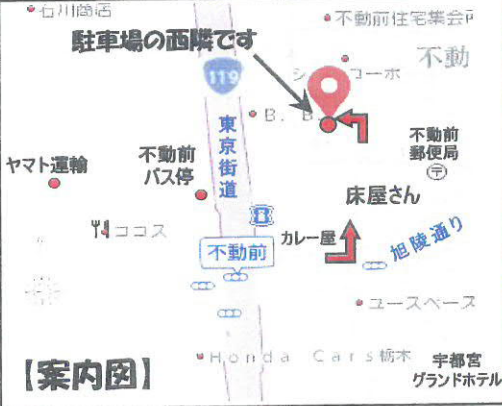 石川商店
不動前住宅集会所
駐車場の西隣です
不動
119
コーポ
B. B.
東京街道
不動前
郵便局
〒
ヤマト運輸
不動前
バス停
床屋さん
ココス
カレー屋
旭陵通り
不動前
ユースペース
Honda Cars栃木
宇都宮
グランドホテル
【案内図】